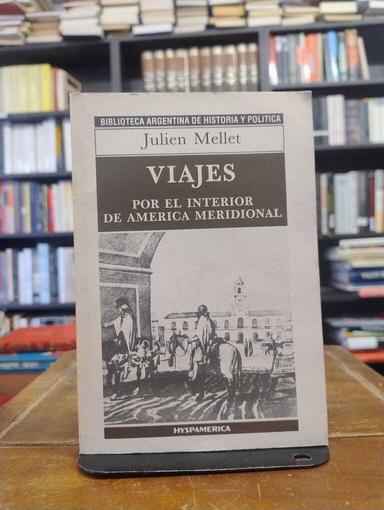 BIBLIOTECA ARGENTINA DE HISTORIA Y POLITICA
Julien Mellet
VIAJES
POR EL INTERIOR
DE AMERICA MERIDIONAL
HYSPAMERICA